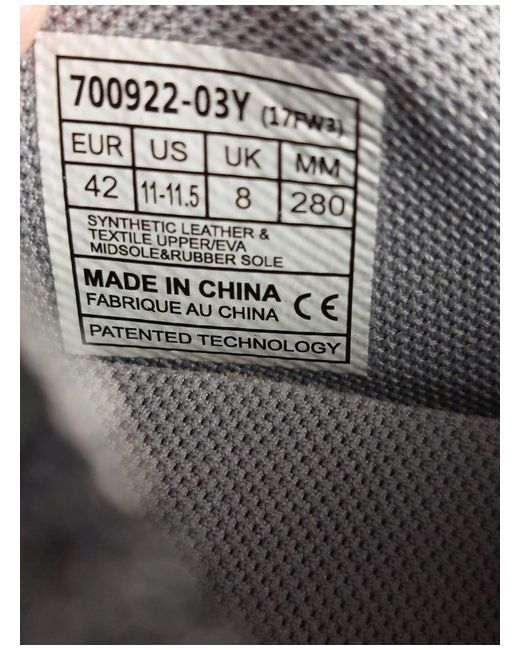 700922-03Y (17FW3)
EUR US UK MM
42 11-11.5 8 280
SYNTHETIC LEATHER &
TEXTILE UPPER/EVA
MIDSOLE&RUBBER SOLE
MADE IN CHINA
FABRIQUE AU CHINA CE
PATENTED TECHNOLOGY